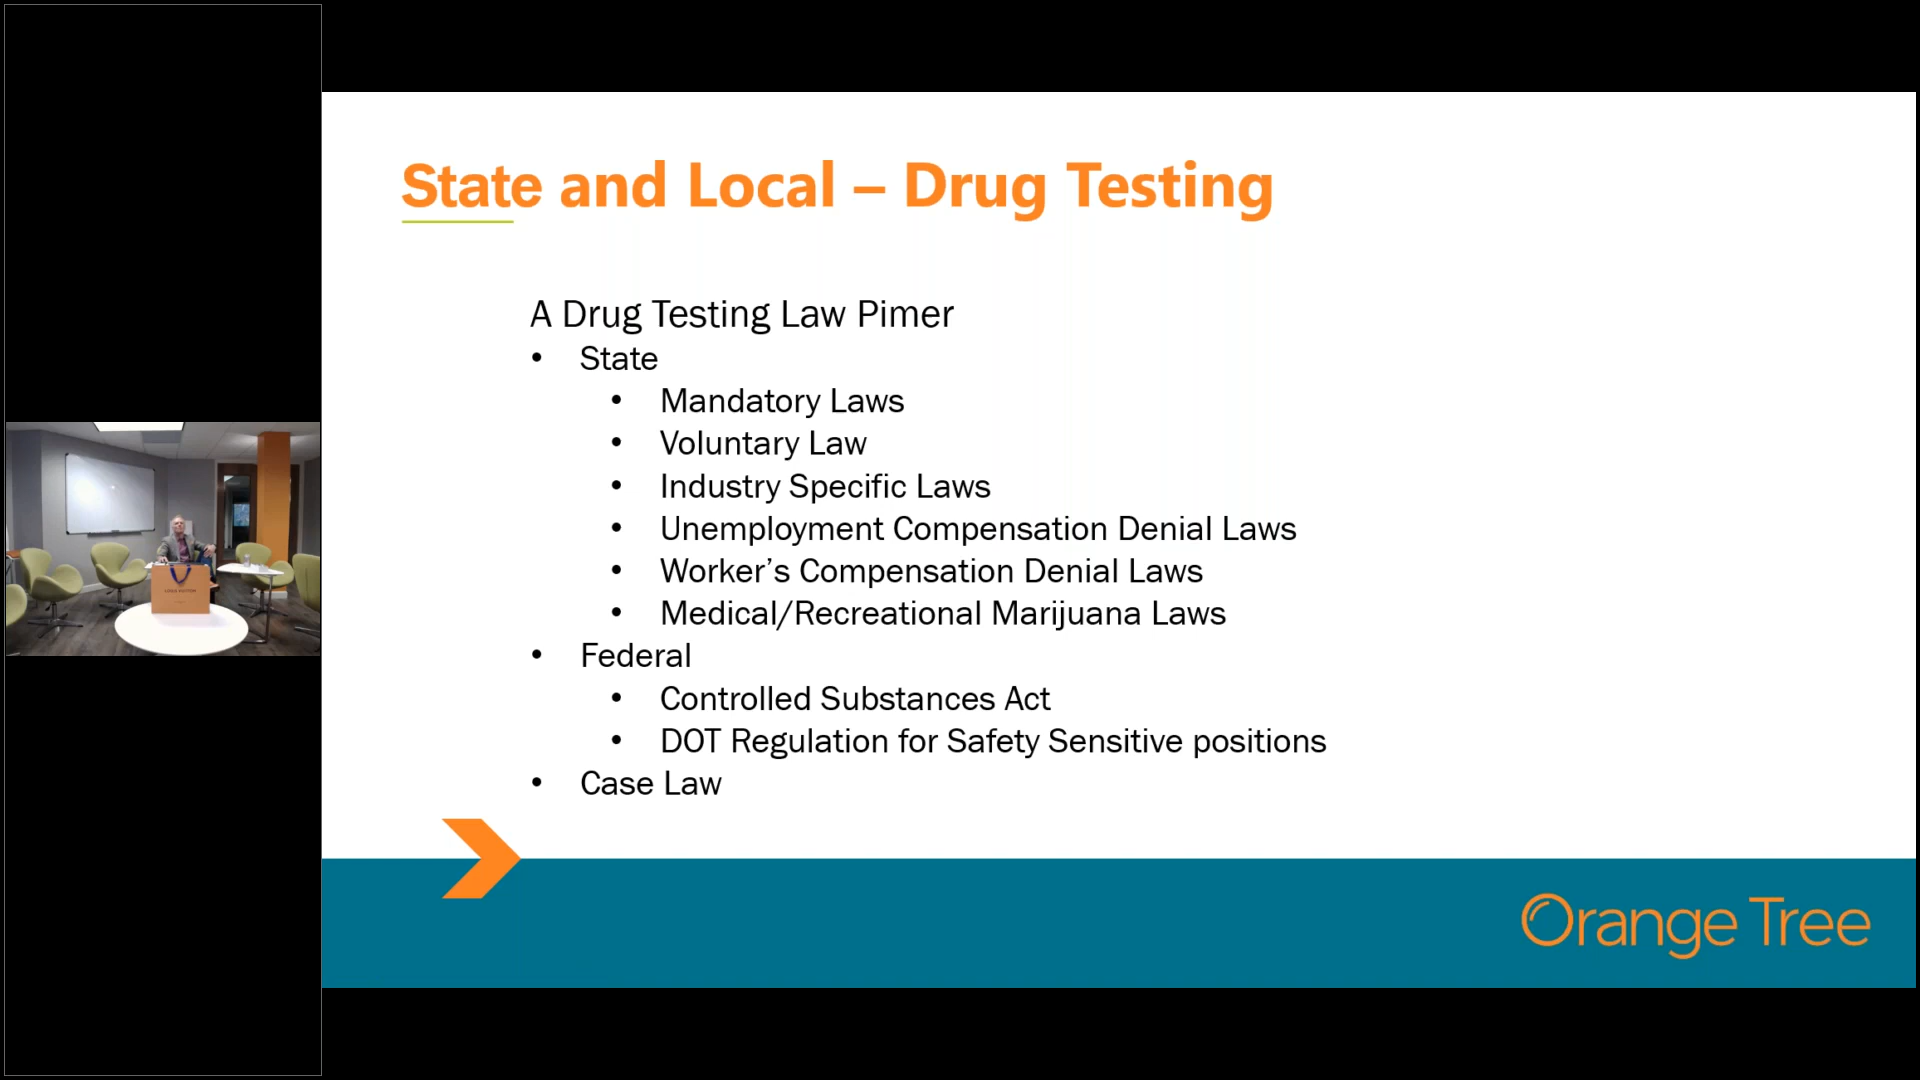 State and Local – Drug Testing
A Drug Testing Law Pimer
• State
• Mandatory Laws
• Voluntary Law
• Industry Specific Laws
• Unemployment Compensation Denial Laws
• Worker’s Compensation Denial Laws
• Medical/Recreational Marijuana Laws
• Federal
• Controlled Substances Act
• DOT Regulation for Safety Sensitive positions
• Case Law
Orange Tree
LOUIS VUITTON